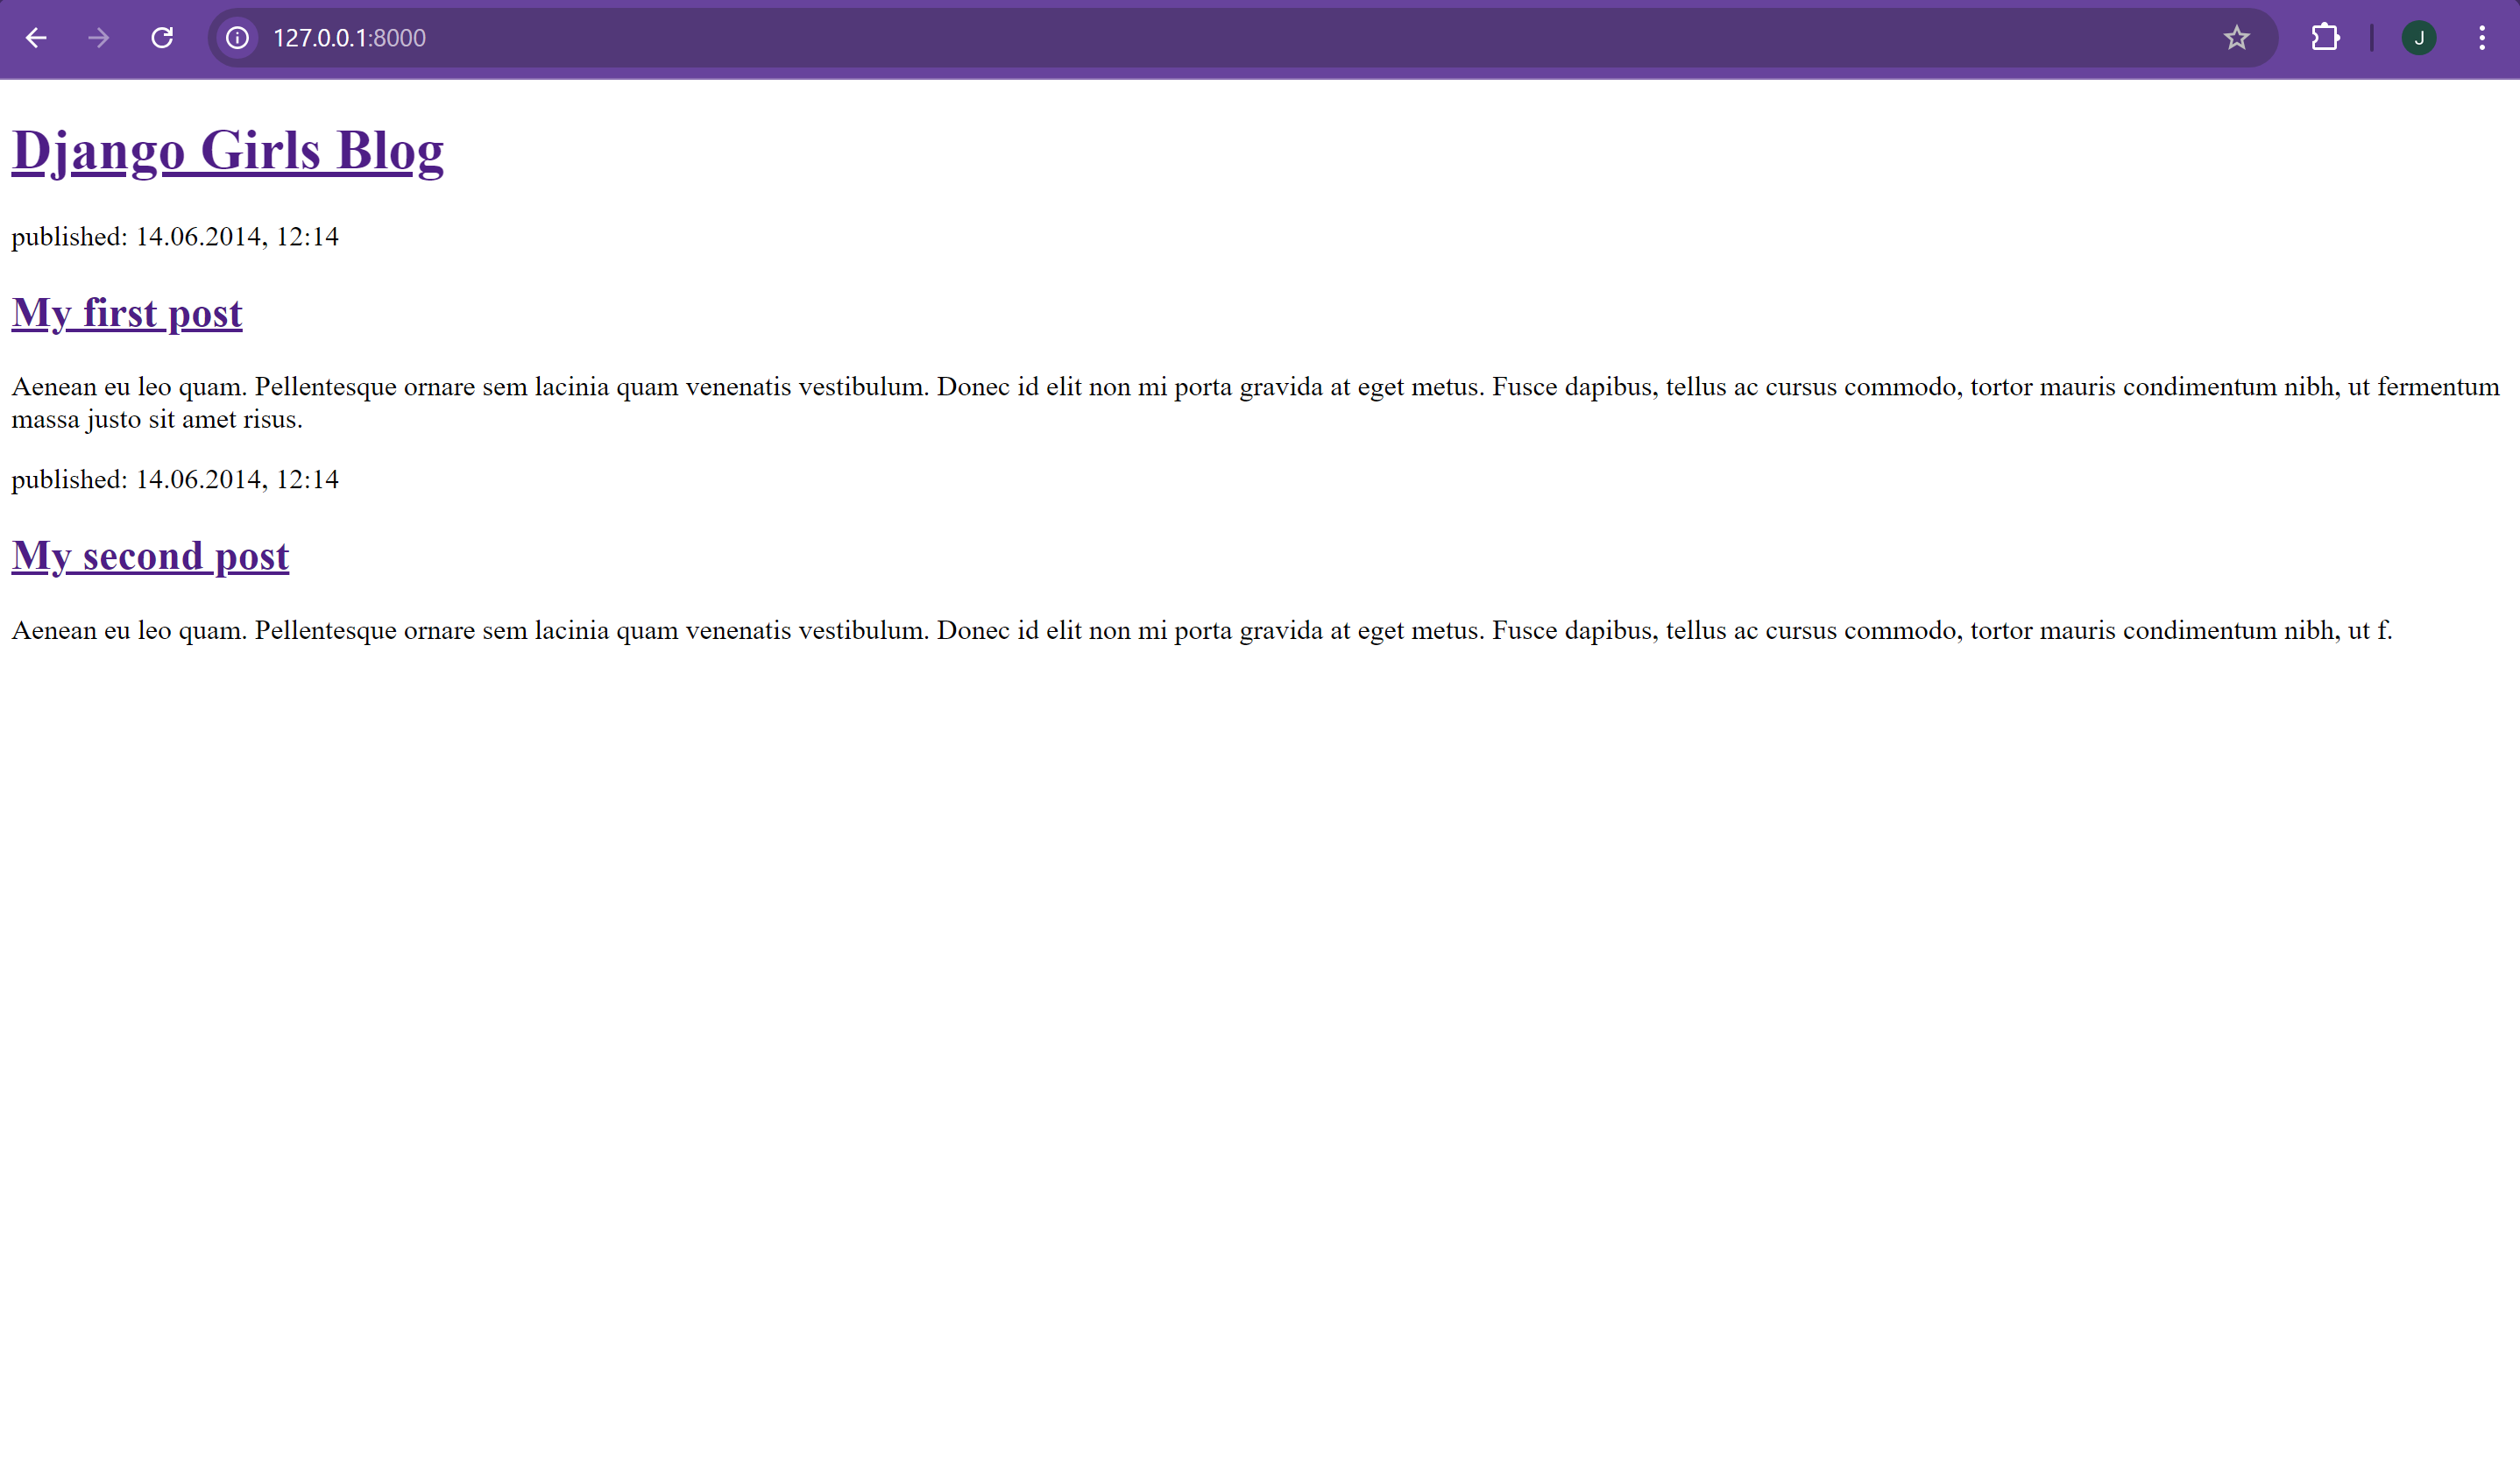 127.0.0.1:8000
J
Django Girls Blog
published: 14.06.2014, 12:14
My first post
Aenean eu leo quam. Pellentesque ornare sem lacinia quam venenatis vestibulum. Donec id elit non mi porta gravida at eget metus. Fusce dapibus, tellus ac cursus commodo, tortor mauris condimentum nibh, ut fermentum
massa justo sit amet risus.
published: 14.06.2014, 12:14
My second post
Aenean eu leo quam. Pellentesque ornare sem lacinia quam venenatis vestibulum. Donec id elit non mi porta gravida at eget metus. Fusce dapibus, tellus ac cursus commodo, tortor mauris condimentum nibh, ut f.